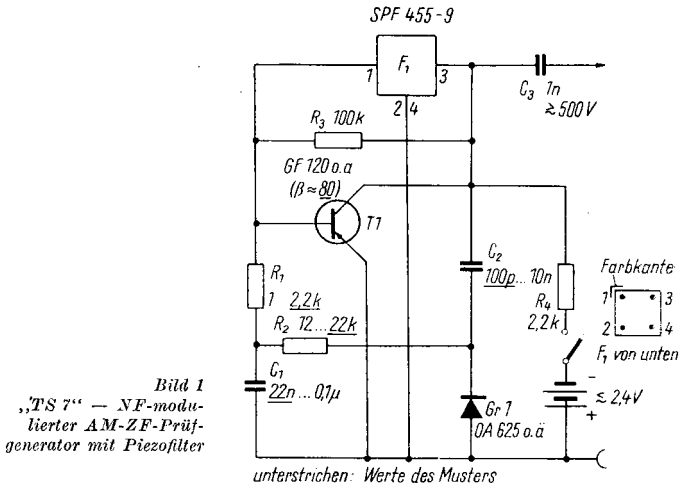 SPF 455-9
1 F1 3
2 4
C3 1n
≳500V
R3 100k
GF 120 o.a
(β≈80)
T1
R1
1 2,2k
C2
100p...10n
R4
2,2k
Farbkante
1 3
2 4
F1 von unten
R2 12...22k
C1
22n...0,1µ
Gr1
OA 625 o.ä
-
≲2,4V
+
Bild 1
„TS 7“ — NF-modu-
lierter AM-ZF-Prüf-
generator mit Piezofilter
unterstrichen: Werte des Musters